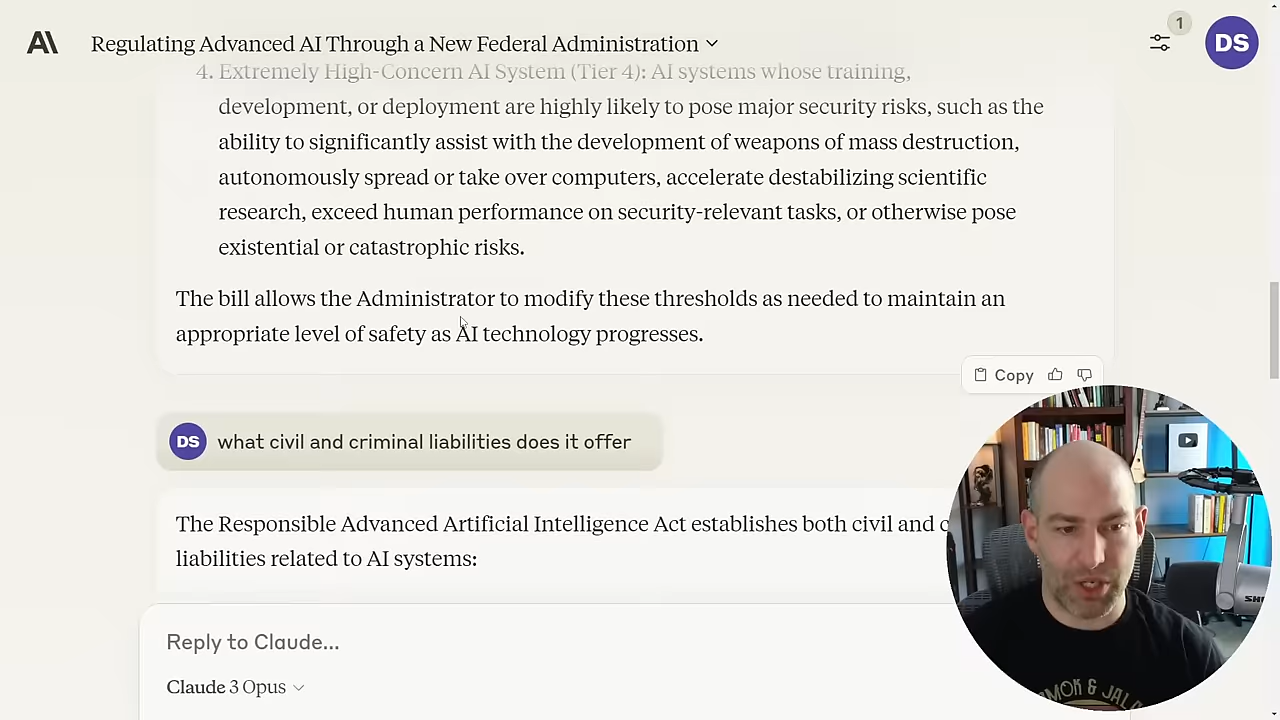 Regulating Advanced AI Through a New Federal Administration
1
DS
4. Extremely High-Concern AI System (Tier 4): AI systems whose training,
development, or deployment are highly likely to pose major security risks, such as the
ability to significantly assist with the development of weapons of mass destruction,
autonomously spread or take over computers, accelerate destabilizing scientific
research, exceed human performance on security-relevant tasks, or otherwise pose
existential or catastrophic risks.
The bill allows the Administrator to modify these thresholds as needed to maintain an
appropriate level of safety as AI technology progresses.
Copy
DS what civil and criminal liabilities does it offer
The Responsible Advanced Artificial Intelligence Act establishes both civil and
liabilities related to AI systems:
Reply to Claude...
Claude 3 Opus